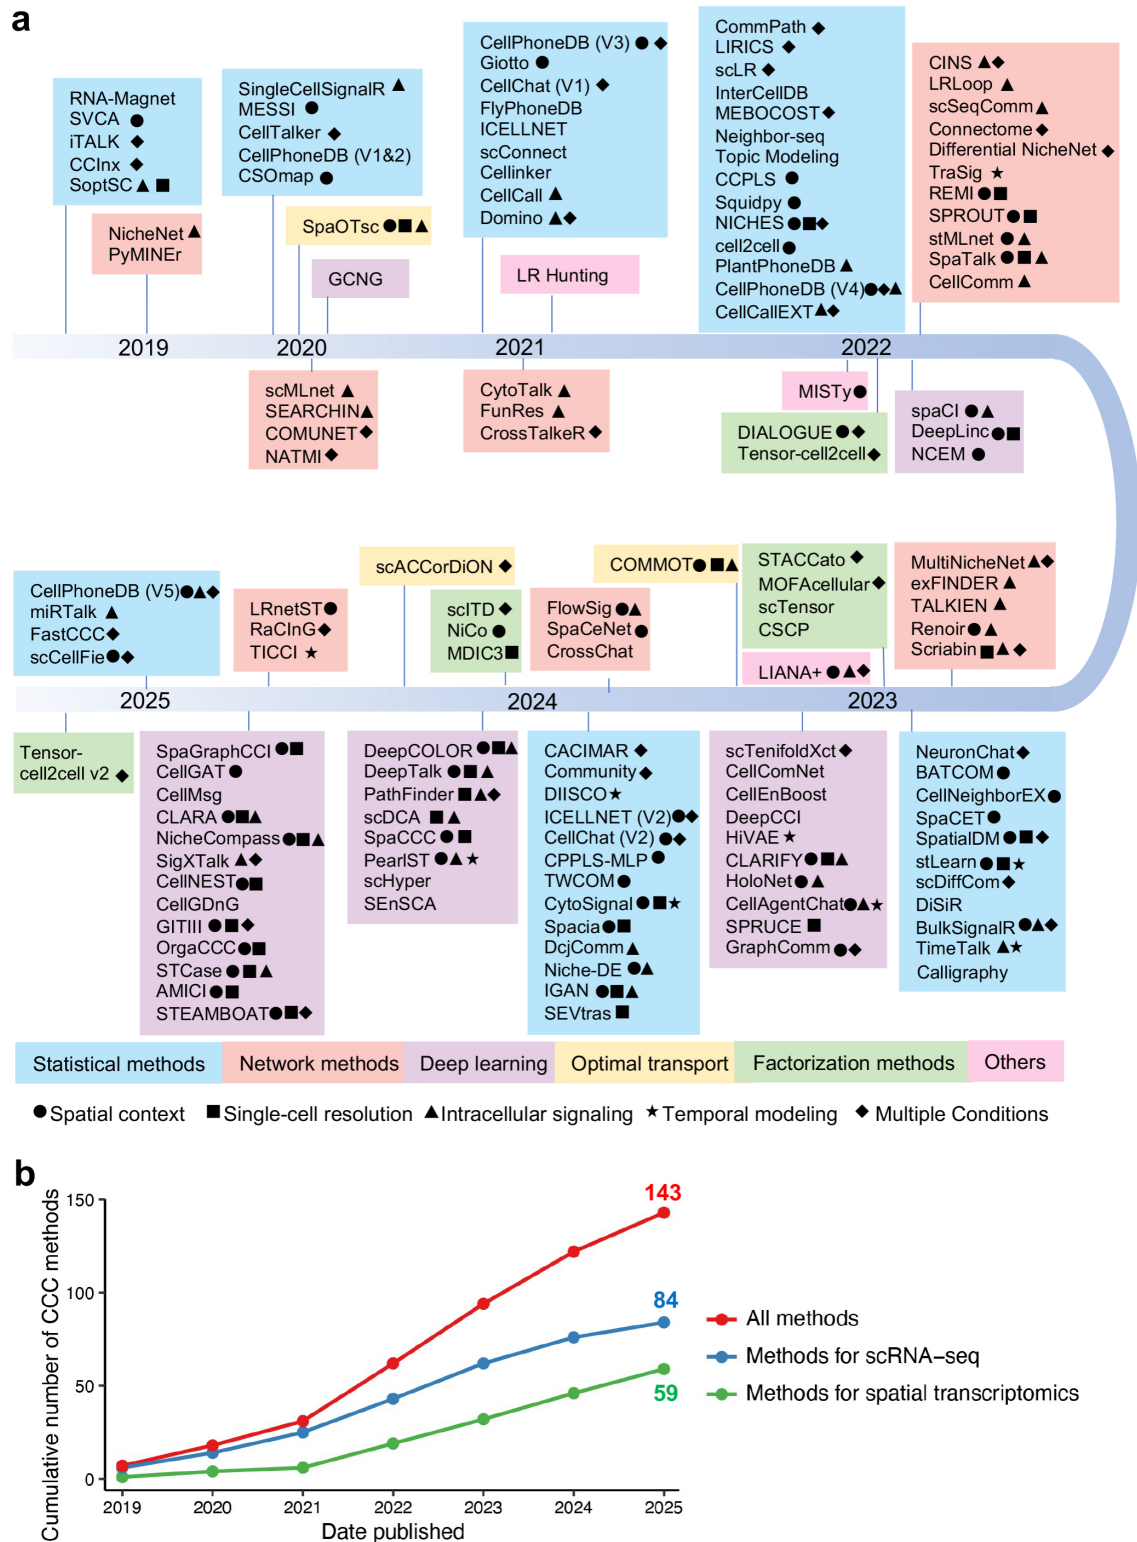 a
RNA-Magnet
SVCA ●
iTALK ◆
CCInx ◆
SoptSC ▲ ■
NicheNet ▲
PyMINEr
SingleCellSignalR ▲
MESSI ●
CellTalker ◆
CellPhoneDB (V1&2)
CSOmap ●
SpaOTsc ● ■ ▲
GCNG
CellPhoneDB (V3) ● ◆
Giotto ●
CellChat (V1) ◆
FlyPhoneDB
ICELLNET
scConnect
Cellinker
CellCall ▲
Domino ▲ ◆
LR Hunting
CommPath ◆
LIRICS ◆
scLR ◆
InterCellDB
MEBOCOST ◆
Neighbor-seq
Topic Modeling
CCPLS ●
Squidpy ●
NICHES ● ■ ◆
cell2cell ●
PlantPhoneDB ▲
CellPhoneDB (V4) ● ◆ ▲
CellCallEXT ▲ ◆
CINS ▲ ◆
LRLoop ▲
scSeqComm ▲
Connectome ◆
Differential NicheNet ◆
TraSig ★
REMI ● ■
SPROUT ● ■
stMLnet ● ▲
SpaTalk ● ■ ▲
CellComm ▲
2019
2020
2021
2022
scMLnet ▲
SEARCHIN ▲
COMUNET ◆
NATMI ◆
CytoTalk ▲
FunRes ▲
CrossTalkeR ◆
MISTy ●
DIALOGUE ● ◆
Tensor-cell2cell ◆
spaCI ● ▲
DeepLinc ● ■
NCEM ●
CellPhoneDB (V5) ● ▲ ◆
miRTalk ▲
FastCCC ◆
scCellFie ● ◆
LRnetST ●
RaCInG ◆
TICCI ★
scACCorDiON ◆
scITD ◆
NiCo ●
MDIC3 ■
FlowSig ● ▲
SpaCeNet ●
CrossChat
COMMOT ● ■ ▲
STACCato ◆
MOFAcellular ◆
scTensor
CSCP
LIANA+ ● ▲ ◆
MultiNicheNet ▲ ◆
exFINDER ▲
TALKIEN ▲
Renoir ● ▲
Scriabin ■ ▲ ◆
2025
2024
2023
Tensor-
cell2cell v2 ◆
SpaGraphCCI ● ■
CellGAT ●
CellMsg
CLARA ● ■ ▲
NicheCompass ● ■ ▲
SigXTalk ▲ ◆
CellNEST ● ■
CellGDnG
GITIII ● ■ ◆
OrgaCCC ● ■
STCase ● ■ ▲
AMICI ● ■
STEAMBOAT ● ■ ◆
DeepCOLOR ● ■ ▲
DeepTalk ● ■ ▲
PathFinder ■ ▲ ◆
scDCA ■ ▲
SpaCCC ● ■
PearlST ● ▲ ★
scHyper
SEnSCA
CACIMAR ◆
Community ◆
DIISCO ★
ICELLNET (V2) ● ◆
CellChat (V2) ● ◆
CPPLS-MLP ●
TWCOM ●
CytoSignal ● ■ ★
Spacia ● ■
DcjComm ▲
Niche-DE ● ▲
IGAN ● ■ ▲
SEVtras ■
scTenifoldXct ◆
CellComNet
CellEnBoost
DeepCCI
HiVAE ★
CLARIFY ● ■ ▲
HoloNet ● ▲
CellAgentChat ● ▲ ★
SPRUCE ■
GraphComm ● ◆
NeuronChat ◆
BATCOM ●
CellNeighborEX ●
SpaCET ●
SpatialDM ● ■ ◆
stLearn ● ■ ★
scDiffCom ◆
DiSiR
BulkSignalR ● ▲ ◆
TimeTalk ▲ ★
Calligraphy
Statistical methods
Network methods
Deep learning
Optimal transport
Factorization methods
Others
● Spatial context ■ Single-cell resolution ▲ Intracellular signaling ★ Temporal modeling ◆ Multiple Conditions
b
Cumulative number of CCC methods
150
100
50
0
143
84
59
2019 2020 2021 2022 2023 2024 2025
Date published
All methods
Methods for scRNA−seq
Methods for spatial transcriptomics